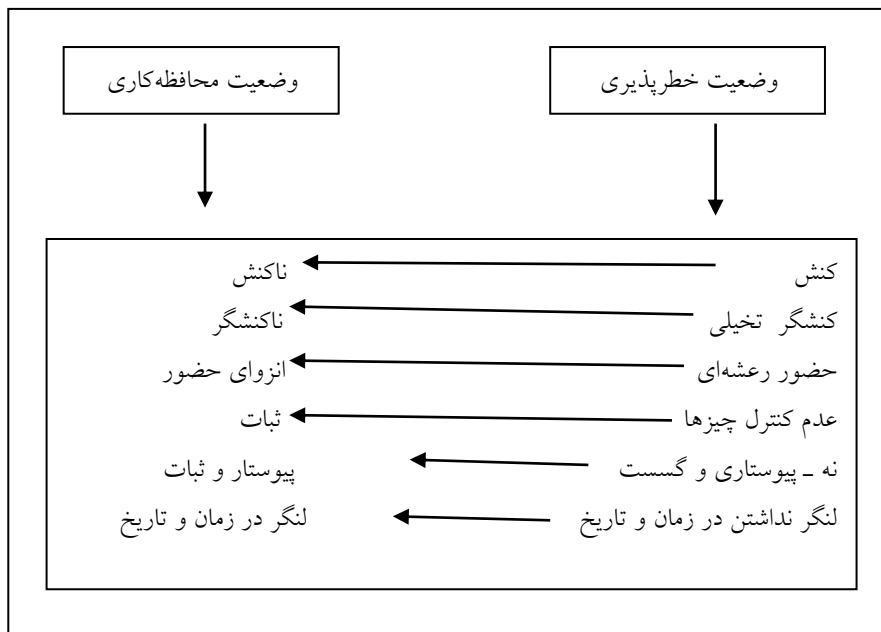 وضعیت خطرپذیری
وضعیت محافظه‌کاری
کنش
ناکنش
کنشگر تخیلی
ناکنشگر
حضور رعشه‌ای
انزوای حضور
عدم کنترل چیزها
ثبات
نه ـ پیوستاری و گسست
پیوستار و ثبات
لنگر نداشتن در زمان و تاریخ
لنگر در زمان و تاریخ